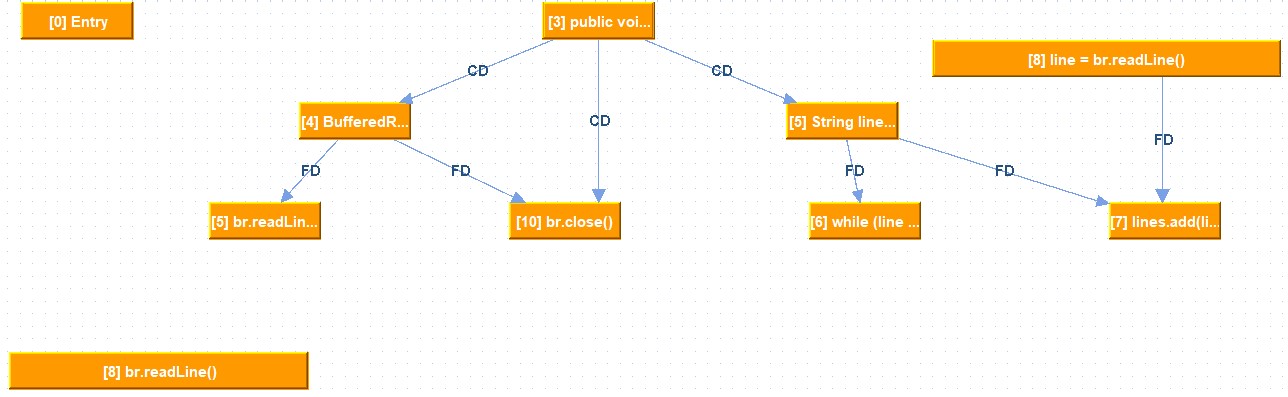 [0] Entry
[3] public voi...
[8] line = br.readLine()
CD
CD
CD
[4] BufferedR...
[5] String line...
FD
FD
FD
FD
FD
[5] br.readLin...
[10] br.close()
[6] while (line ...
[7] lines.add(li...
[8] br.readLine()